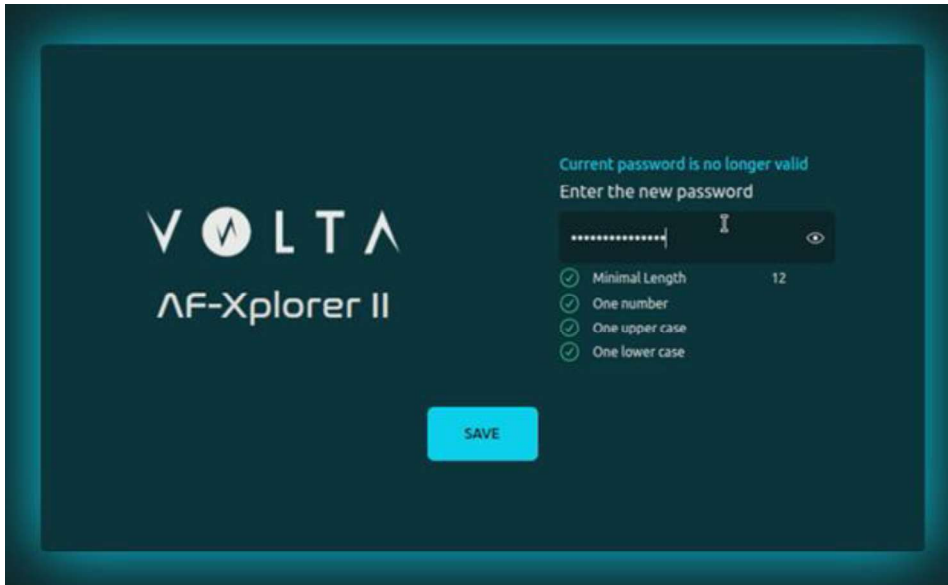 VOLTA
AF-Xplorer II
Current password is no longer valid
Enter the new password
•••••••••••••••
Minimal Length 12
One number
One upper case
One lower case
SAVE